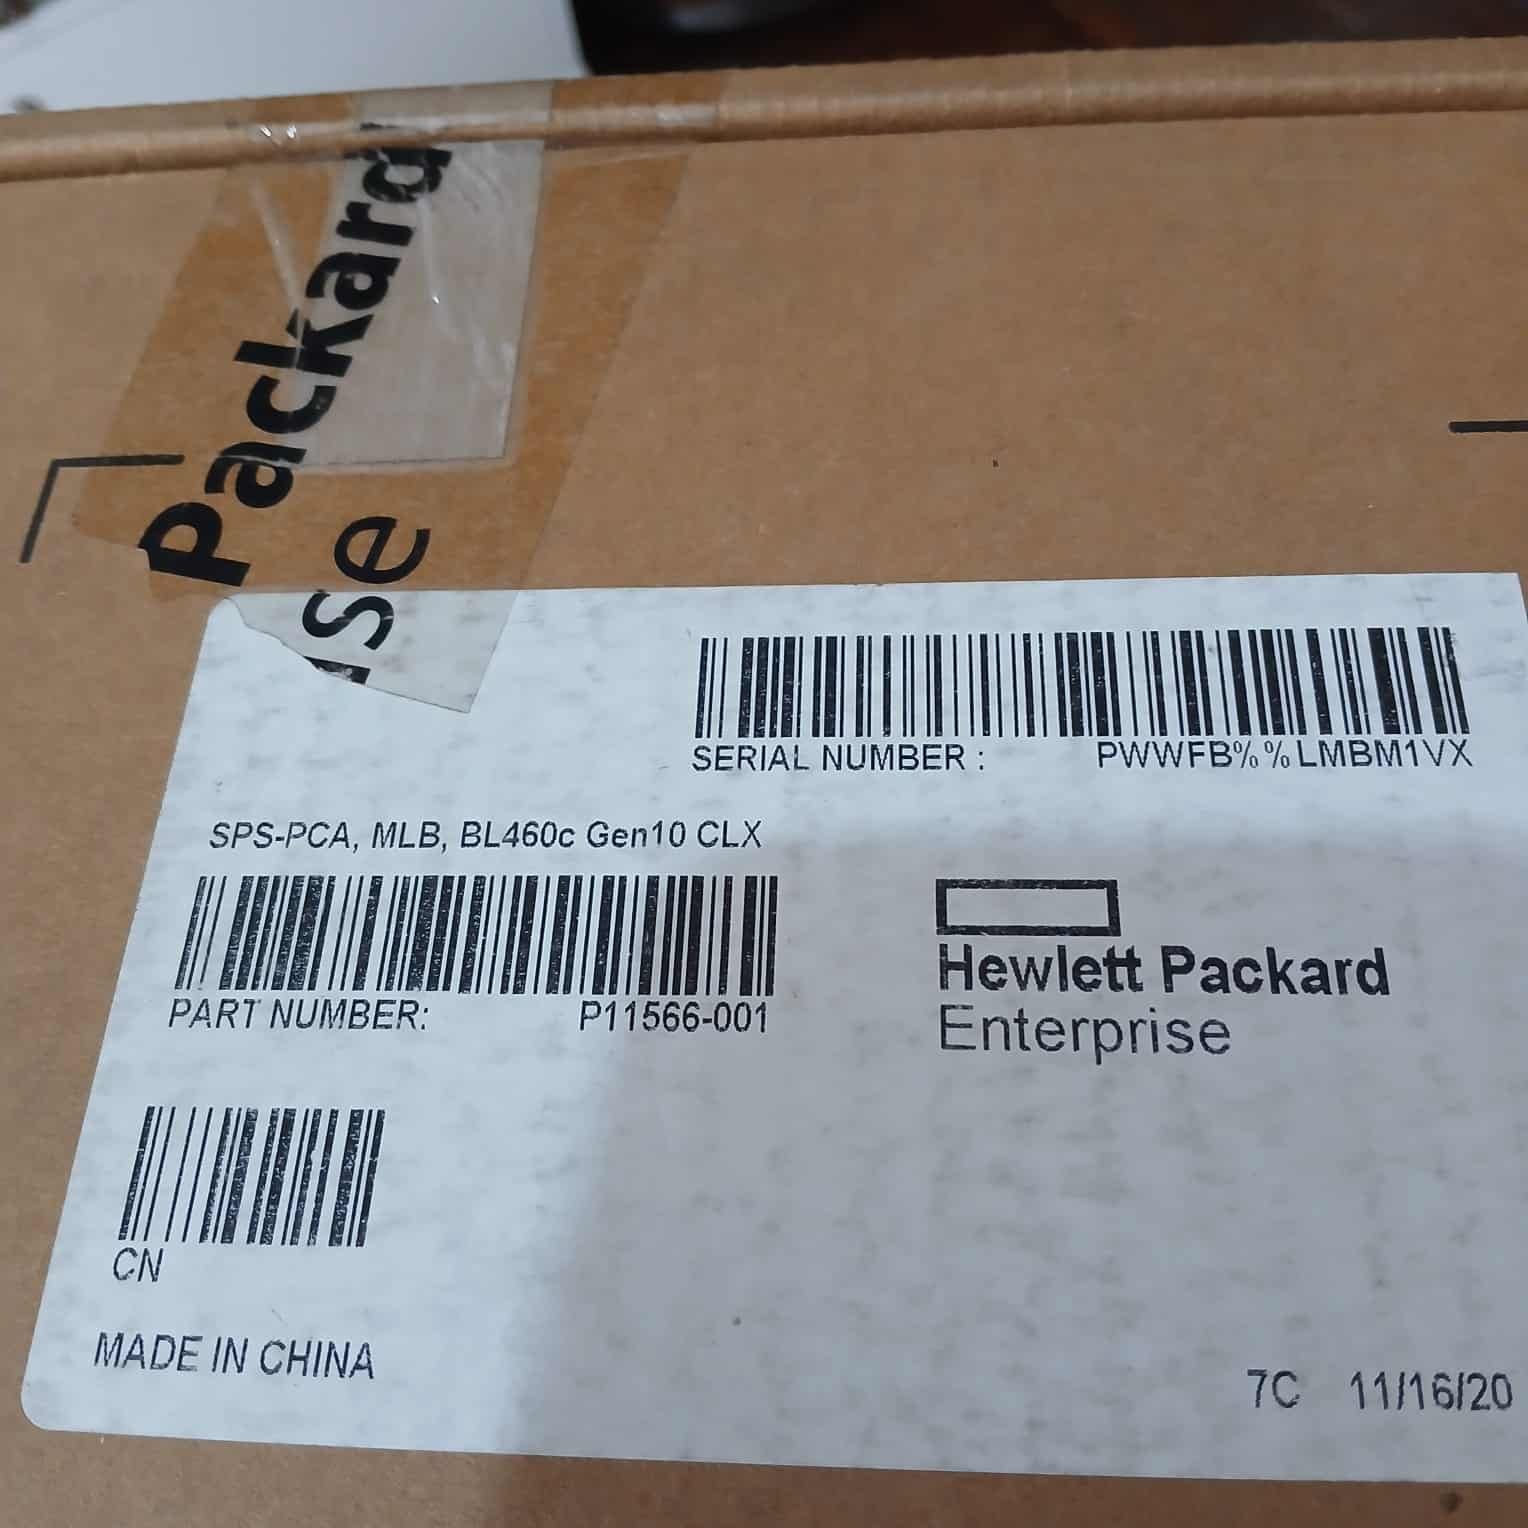 Packard
ise
SERIAL NUMBER : PWWFB%%LMBM1VX
SPS-PCA, MLB, BL460c Gen10 CLX
PART NUMBER: P11566-001
Hewlett Packard
Enterprise
CN
MADE IN CHINA
7C 11/16/20